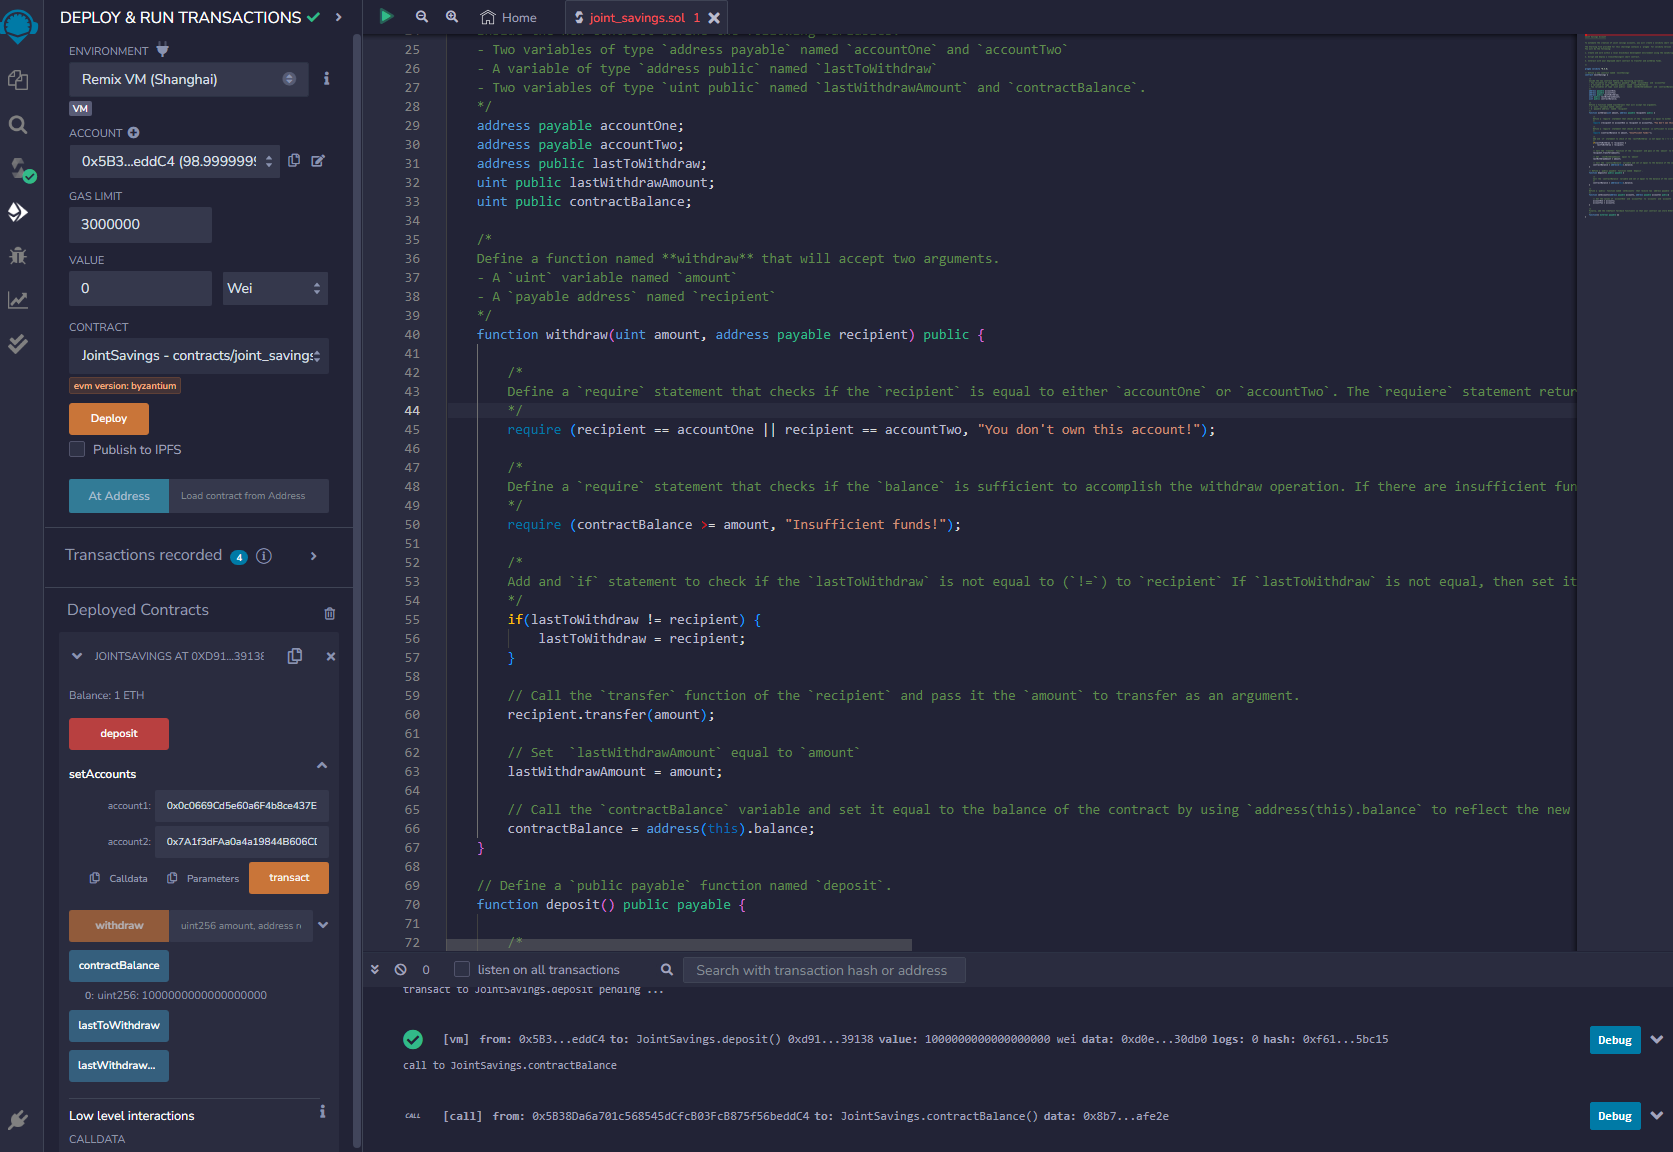 DEPLOY & RUN TRANSACTIONS
ENVIRONMENT
Remix VM (Shanghai)
VM
ACCOUNT
0x5B3...eddC4 (98.9999999
GAS LIMIT
3000000
VALUE
0
Wei
CONTRACT
JointSavings - contracts/joint_savings
evm version: byzantium
Deploy
Publish to IPFS
At Address
Load contract from Address
Transactions recorded 4 i
Deployed Contracts
JOINTSAVINGS AT 0XD91...39138
Balance: 1 ETH
deposit
setAccounts
account1: 0x0c0669Cd5e60a6F4b8ce437E
account2: 0x7A1f3dFAa0a4a19844B606CD
Calldata
Parameters
transact
withdraw
uint256 amount, address r
contractBalance
0: uint256: 1000000000000000000
lastToWithdraw
lastWithdraw...
Low level interactions
CALLDATA
Home
joint_savings.sol 1
25 - Two variables of type `address payable` named `accountOne` and `accountTwo`
26 - A variable of type `address public` named `lastToWithdraw`
27 - Two variables of type `uint public` named `lastWithdrawAmount` and `contractBalance`.
28 */
29 address payable accountOne;
30 address payable accountTwo;
31 address public lastToWithdraw;
32 uint public lastWithdrawAmount;
33 uint public contractBalance;
34
35 /*
36 Define a function named **withdraw** that will accept two arguments.
37 - A `uint` variable named `amount`
38 - A `payable address` named `recipient`
39 */
40 function withdraw(uint amount, address payable recipient) public {
41
42 /*
43 Define a `require` statement that checks if the `recipient` is equal to either `accountOne` or `accountTwo`. The `requiere` statement retur
44 */
45 require (recipient == accountOne || recipient == accountTwo, "You don't own this account!");
46
47 /*
48 Define a `require` statement that checks if the `balance` is sufficient to accomplish the withdraw operation. If there are insufficient fun
49 */
50 require (contractBalance >= amount, "Insufficient funds!");
51
52 /*
53 Add and `if` statement to check if the `lastToWithdraw` is not equal to (`!=`) to `recipient` If `lastToWithdraw` is not equal, then set it
54 */
55 if(lastToWithdraw != recipient) {
56 lastToWithdraw = recipient;
57 }
58
59 // Call the `transfer` function of the `recipient` and pass it the `amount` to transfer as an argument.
60 recipient.transfer(amount);
61
62 // Set  `lastWithdrawAmount` equal to `amount`
63 lastWithdrawAmount = amount;
64
65 // Call the `contractBalance` variable and set it equal to the balance of the contract by using `address(this).balance` to reflect the new
66 contractBalance = address(this).balance;
67 }
68
69 // Define a `public payable` function named `deposit`.
70 function deposit() public payable {
71
72 /*
0
listen on all transactions
Search with transaction hash or address
transact to JointSavings.deposit pending ...
[vm] from: 0x5B3...eddC4 to: JointSavings.deposit() 0xd91...39138 value: 1000000000000000000 wei data: 0xd0e...30db0 logs: 0 hash: 0xf61...5bc15
Debug
call to JointSavings.contractBalance
CALL [call] from: 0x5B38Da6a701c568545dCfcB03FcB875f56beddC4 to: JointSavings.contractBalance() data: 0x8b7...afe2e
Debug